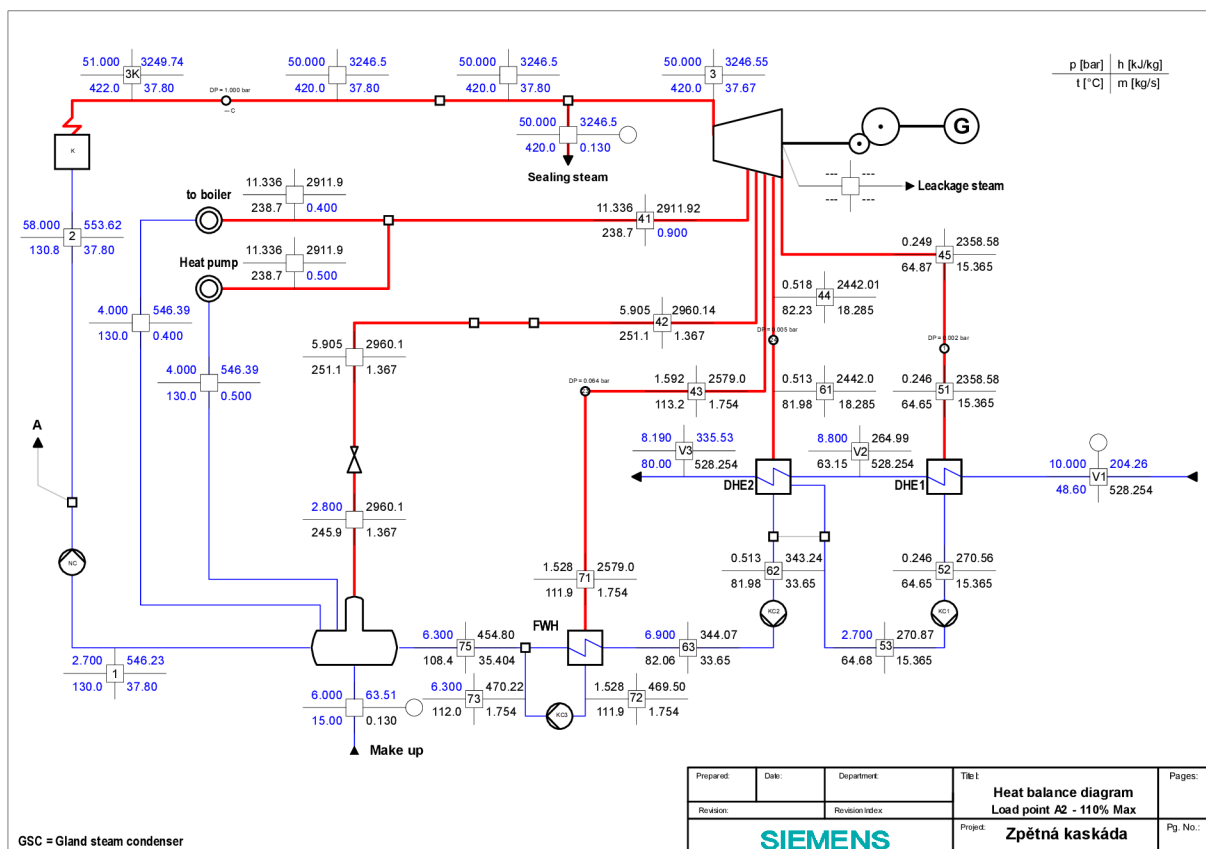 51.000 3249.74
3K
422.0 37.80
50.000 3246.5
420.0 37.80
50.000 3246.5
420.0 37.80
50.000 3246.55
3
420.0 37.67
p [bar] h [kJ/kg]
t [°C] m [kg/s]
DP = 1.000 bar
--- C
50.000 3246.5
420.0 0.130
Sealing steam
G
K
to boiler
11.336 2911.9
238.7 0.400
--- ---
--- ---
Leackage steam
11.336 2911.92
41
238.7 0.900
58.000 553.62
2
130.8 37.80
Heat pump
11.336 2911.9
238.7 0.500
0.249 2358.58
45
64.87 15.365
0.518 2442.01
44
82.23 18.285
4.000 546.39
130.0 0.400
5.905 2960.14
42
251.1 1.367
DP = 0.005 bar
DP = 0.002 bar
5.905 2960.1
251.1 1.367
4.000 546.39
130.0 0.500
DP = 0.064 bar
1.592 2579.0
43
113.2 1.754
0.513 2442.0
61
81.98 18.285
0.246 2358.58
51
64.65 15.365
A
8.190 335.53
V3
80.00 528.254
8.800 264.99
V2
63.15 528.254
10.000 204.26
V1
48.60 528.254
DHE2
DHE1
2.800 2960.1
245.9 1.367
NC
1.528 2579.0
71
111.9 1.754
0.513 343.24
62
81.98 33.65
0.246 270.56
52
64.65 15.365
KC2
KC1
FWH
2.700 546.23
1
130.0 37.80
6.300 454.80
75
108.4 35.404
6.900 344.07
63
82.06 33.65
2.700 270.87
53
64.68 15.365
6.000 63.51
15.00 0.130
6.300 470.22
73
112.0 1.754
KC3
1.528 469.50
72
111.9 1.754
Make up
Prepared: Date: Department: Titel: Pages:
Heat balance diagram
Load point A2 - 110% Max
Revision: Revision Index
SIEMENS
Project: Zpětná kaskáda
Pg. No.:
GSC = Gland steam condenser